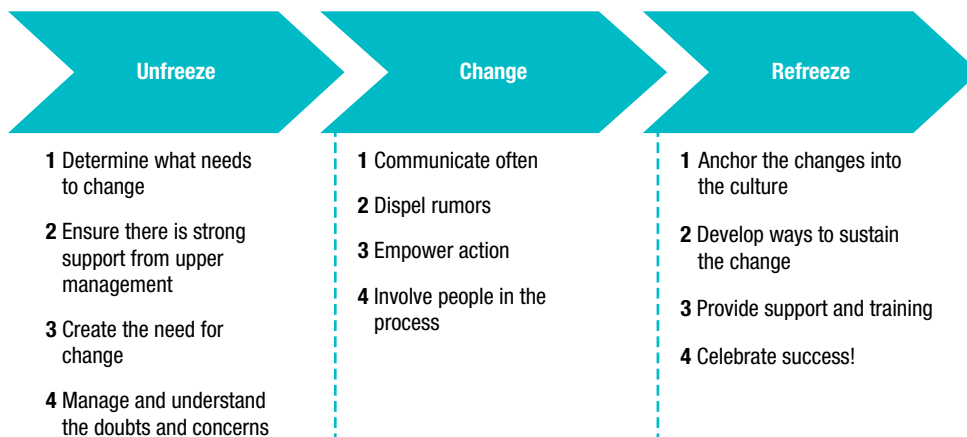 Unfreeze
1 Determine what needs
to change
2 Ensure there is strong
support from upper
management
3 Create the need for
change
4 Manage and understand
the doubts and concerns
Change
1 Communicate often
2 Dispel rumors
3 Empower action
4 Involve people in the
process
Refreeze
1 Anchor the changes into
the culture
2 Develop ways to sustain
the change
3 Provide support and training
4 Celebrate success!